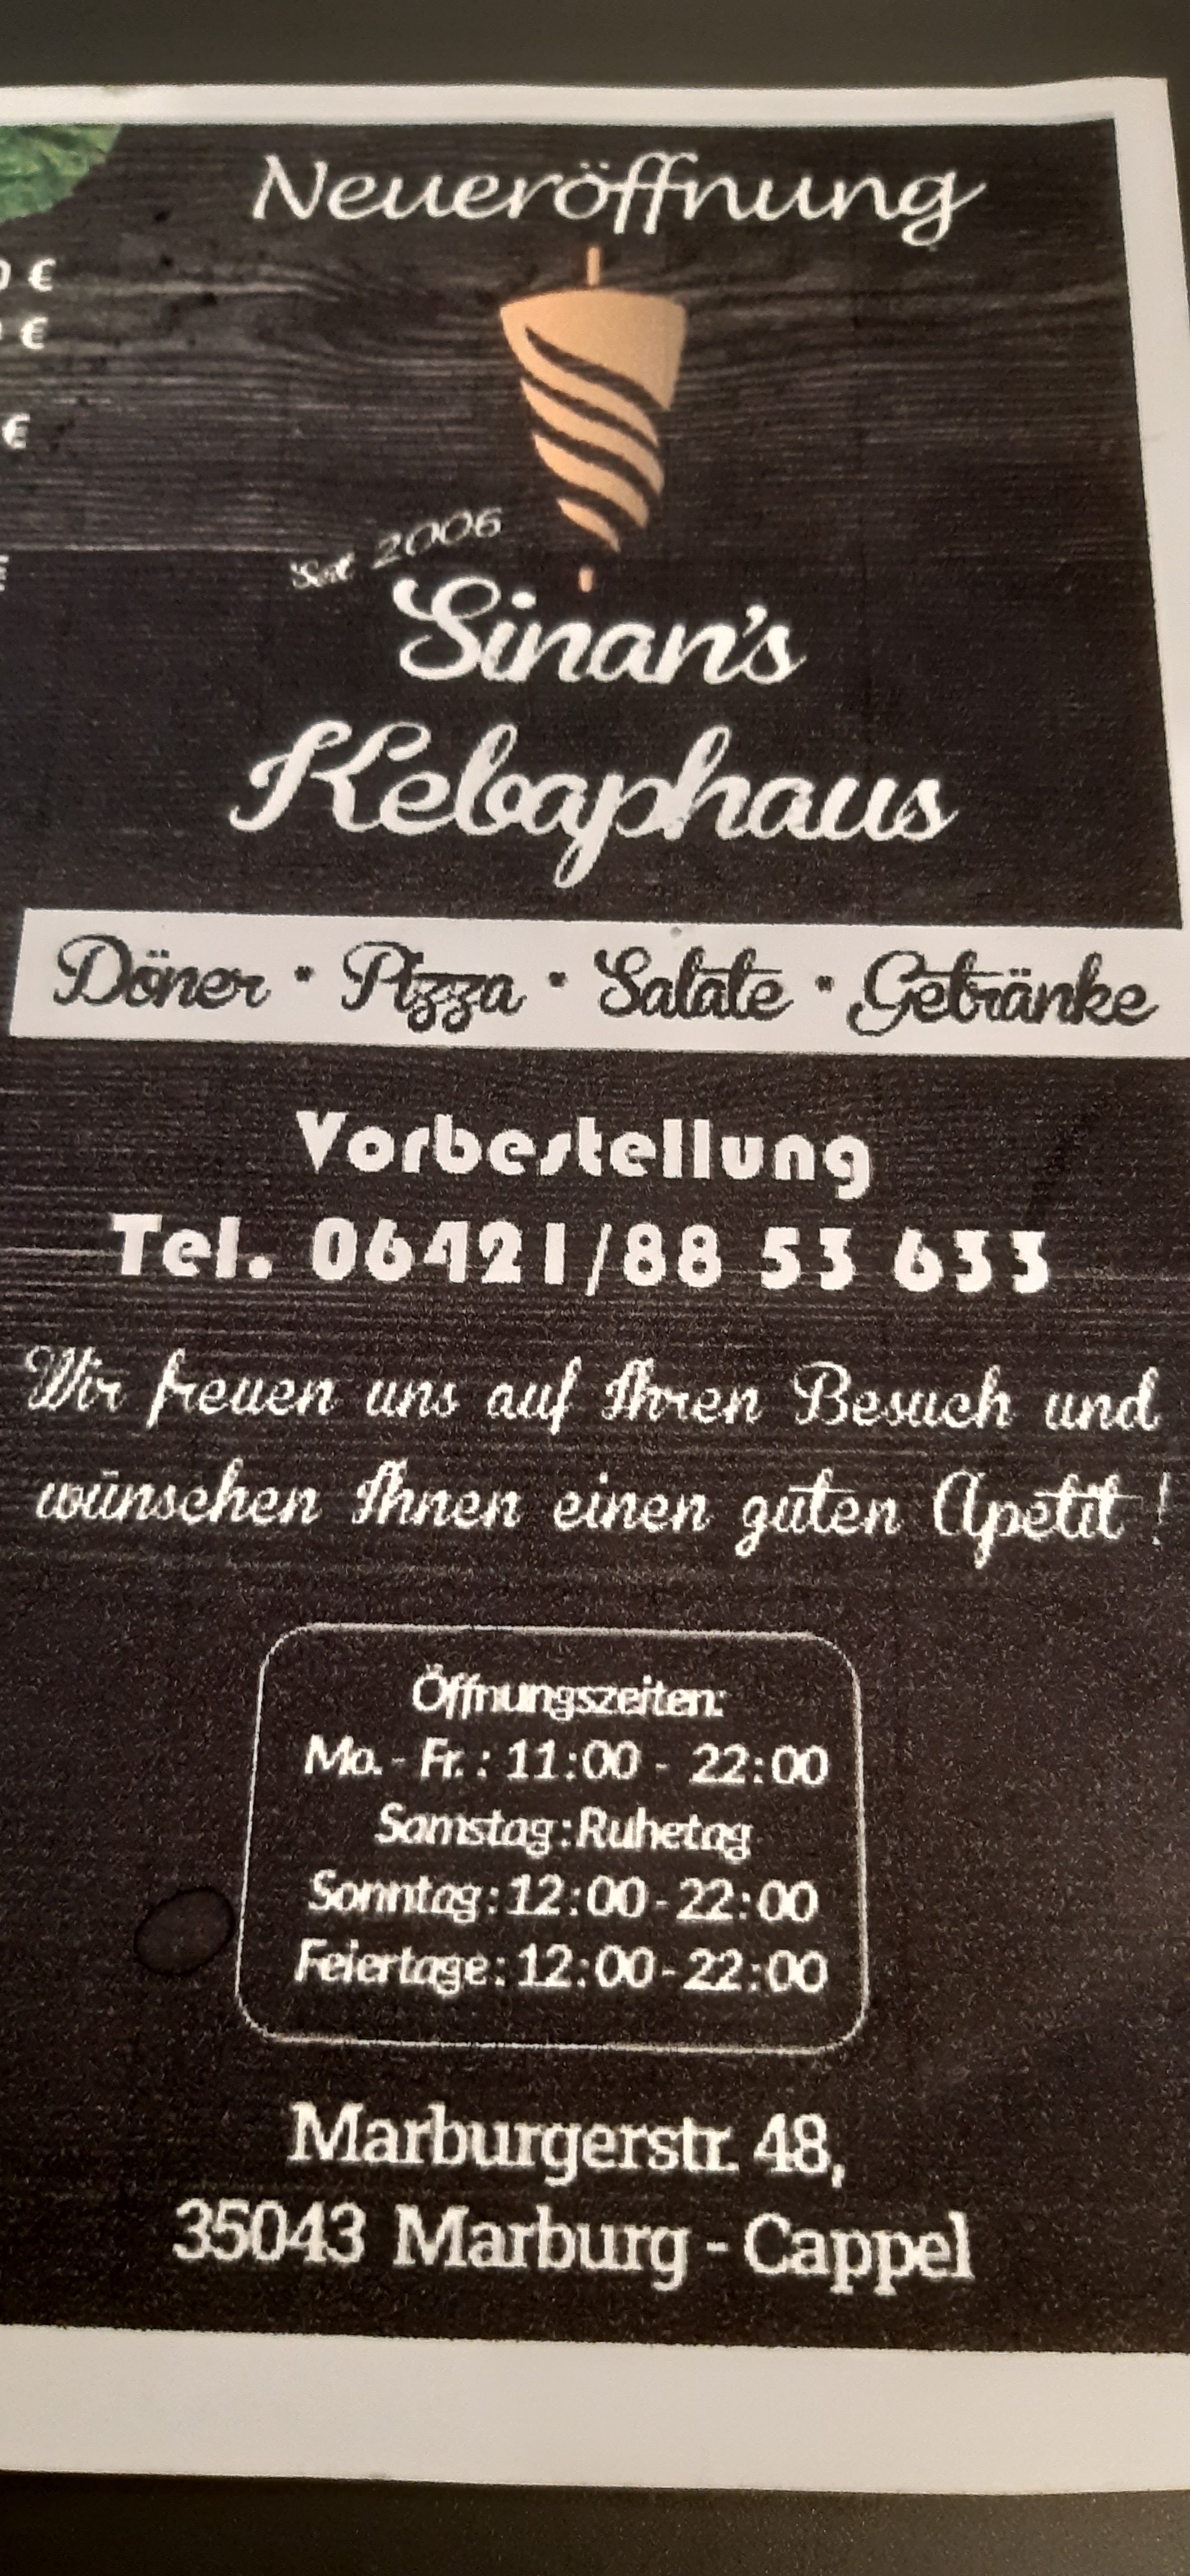 Neueröffnung
€
€
€
Seit 2006
Sinan's
Kebaphaus
Döner • Pizza • Salate • Getränke
Vorbestellung
Tel. 06421/88 53 633
Wir freuen uns auf Ihren Besuch und
wünschen Ihnen einen guten Apetit !
Öffnungszeiten:
Mo. - Fr. : 11:00 - 22:00
Samstag : Ruhetag
Sonntag : 12:00 - 22:00
Feiertage : 12:00 - 22:00
Marburgerstr. 48,
35043 Marburg - Cappel